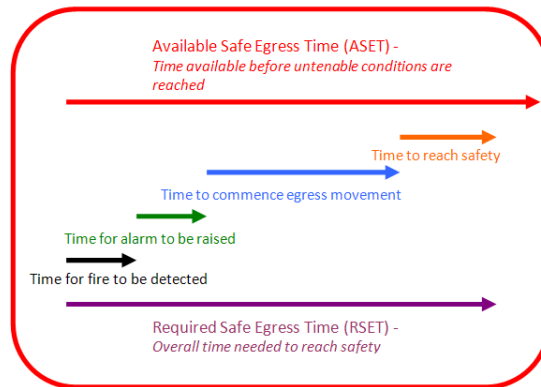 Available Safe Egress Time (ASET) -
Time available before untenable conditions are
reached
Time to reach safety
Time to commence egress movement
Time for alarm to be raised
Time for fire to be detected
Required Safe Egress Time (RSET) -
Overall time needed to reach safety